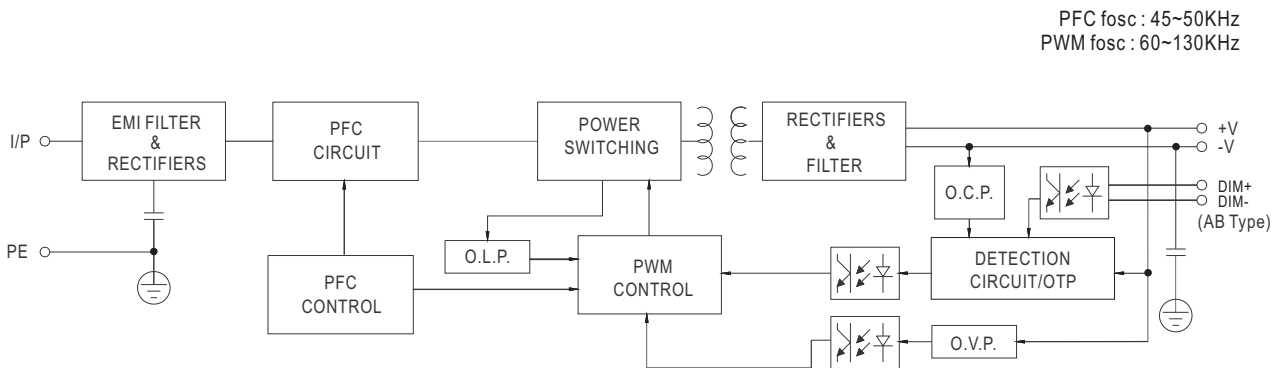 PFC fosc : 45~50KHz
PWM fosc : 60~130KHz
I/P
EMI FILTER
&
RECTIFIERS
PFC
CIRCUIT
POWER
SWITCHING
RECTIFIERS
&
FILTER
+V
-V
O.C.P.
DIM+
DIM-
(AB Type)
PE
O.L.P.
PFC
CONTROL
PWM
CONTROL
DETECTION
CIRCUIT/OTP
O.V.P.